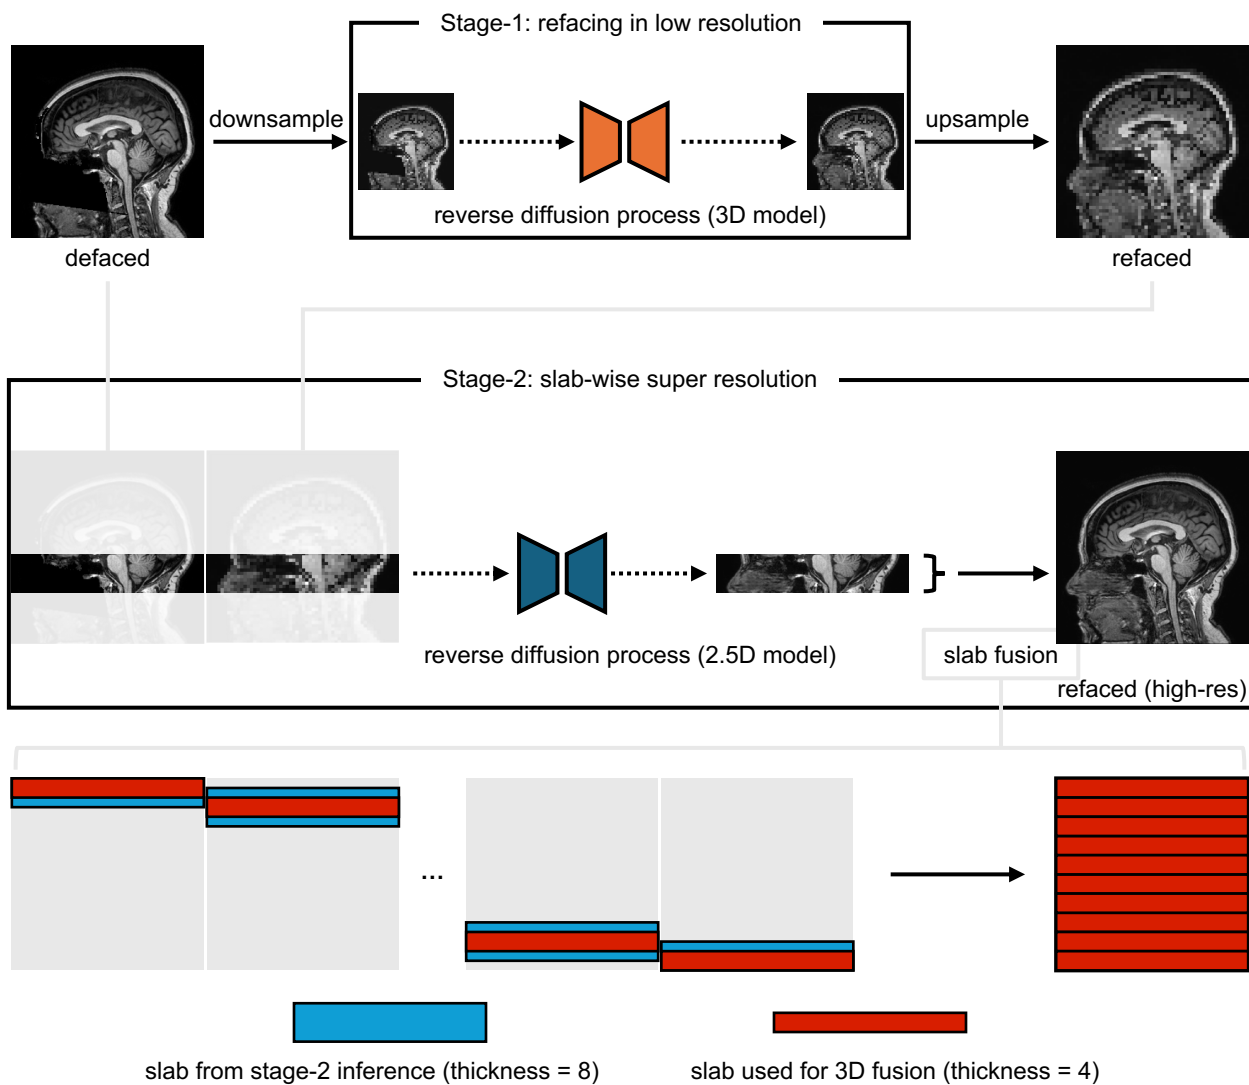 Stage-1: refacing in low resolution
downsample
upsample
reverse diffusion process (3D model)
defaced
refaced
Stage-2: slab-wise super resolution
reverse diffusion process (2.5D model)
slab fusion
refaced (high-res)
...
slab from stage-2 inference (thickness = 8)
slab used for 3D fusion (thickness = 4)